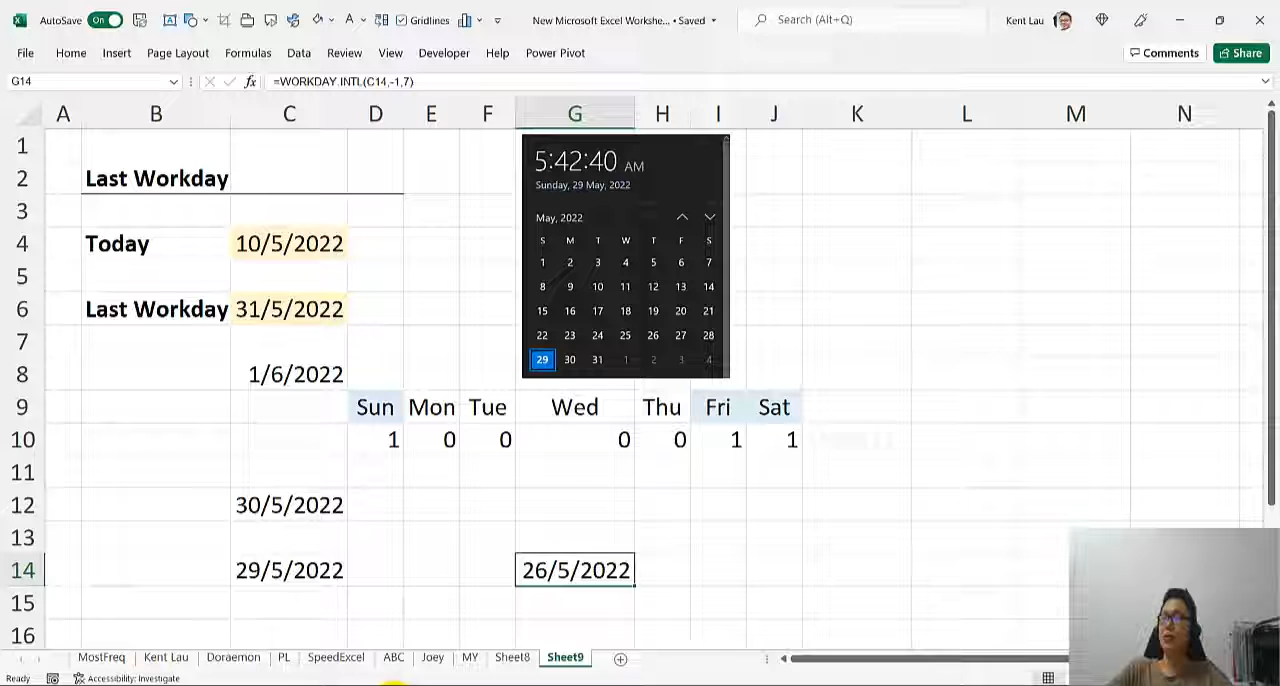 AutoSave On Gridlines New Microsoft Excel Workshe... • Saved Search (Alt+Q) Kent Lau
File Home Insert Page Layout Formulas Data Review View Developer Help Power Pivot Comments Share
G14 fx =WORKDAY.INTL(C14,-1,7)
A B C D E F G H I J K L M N
1
2 Last Workday
3
4 Today 10/5/2022
5
6 Last Workday 31/5/2022
7
8 1/6/2022
9 Sun Mon Tue Wed Thu Fri Sat
10 1 0 0 0 0 1 1
11
12 30/5/2022
13
14 29/5/2022 26/5/2022
15
16
5:42:40 AM
Sunday, 29 May, 2022
May, 2022
S M T W T F S
1 2 3 4 5 6 7
8 9 10 11 12 13 14
15 16 17 18 19 20 21
22 23 24 25 26 27 28
29 30 31 1 2 3 4
MostFreq Kent Lau Doraemon PL SpeedExcel ABC Joey MY Sheet8 Sheet9
Ready Accessibility: Investigate